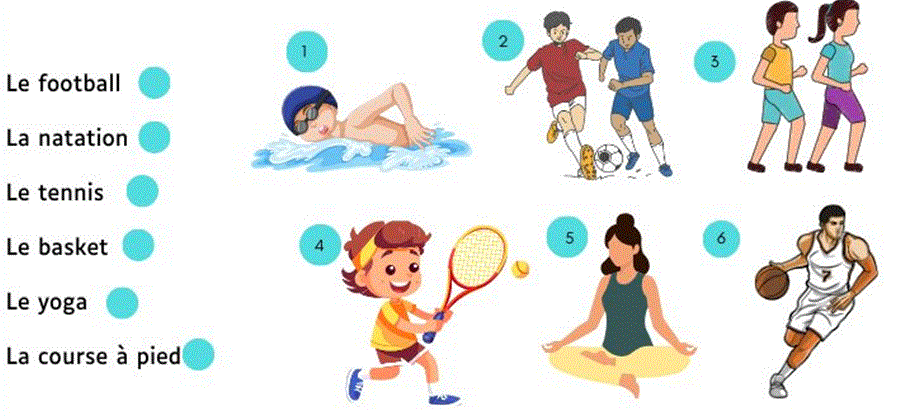 Le football
La natation
Le tennis
Le basket
Le yoga
La course à pied
1
2
3
4
5
6
7